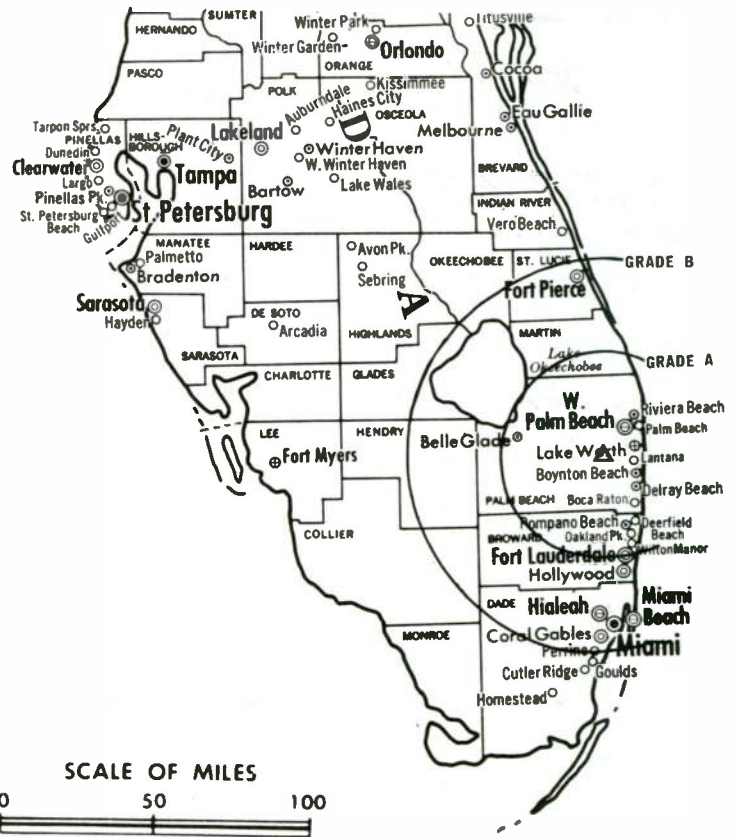 SUMTER
Winter Park
Titusville
HERNANDO
Winter Garden
Orlando
ORANGE
PASCO
Cocoa
POLK
Kissimmee
Auburndale
Haines City
OSCEOLA
Eau Gallie
Melbourne
Tarpon Sprs.
PINELLAS
HILLS-
BOROUGH
Plant City
Lakeland
D
Dunedin
Winter Haven
Clearwater
Tampa
W. Winter Haven
BREVARD
Largo
Bartow
Lake Wales
Pinellas Pk.
St. Petersburg
INDIAN RIVER
St. Petersburg
Beach
Gulfport
Vero Beach
MANATEE
HARDEE
Avon Pk.
Palmetto
OKEECHOBEE
ST. LUCIE
GRADE B
Bradenton
Sebring
Fort Pierce
Sarasota
A
DE SOTO
Hayden
Arcadia
HIGHLANDS
MARTIN
SARASOTA
Lake
Okeechobee
GRADE A
CHARLOTTE
GLADES
W.
Palm Beach
Riviera Beach
Palm Beach
LEE
HENDRY
Belle Glade
Fort Myers
Lake Worth
Lantana
Boynton Beach
Delray Beach
PALM BEACH
Boca Raton
COLLIER
Pompano Beach
Deerfield
Beach
BROWARD
Oakland Pk.
Wilton Manor
Fort Lauderdale
Hollywood
DADE
Hialeah
Miami
Beach
MONROE
Coral Gables
Miami
Perrine
Cutler Ridge
Goulds
Homestead
SCALE OF MILES
0 50 100